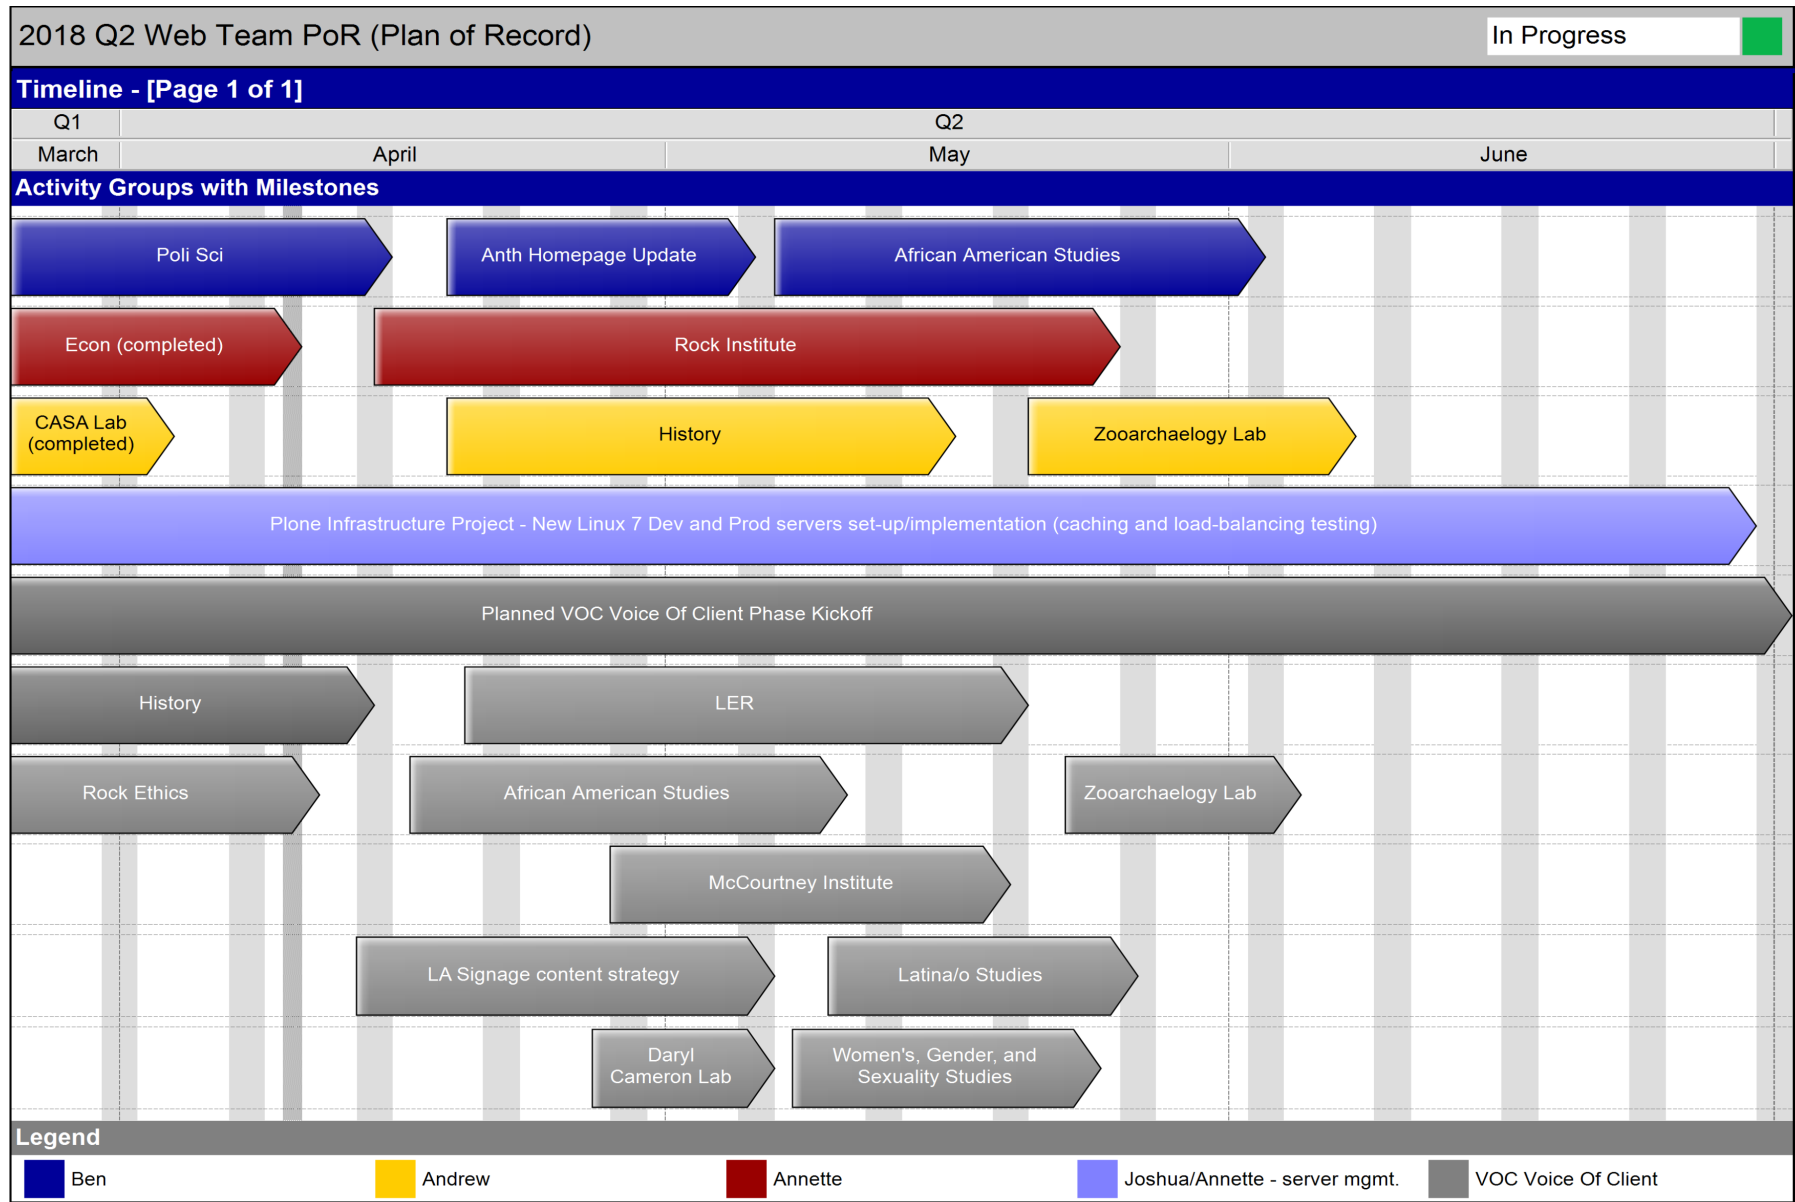 2018 Q2 Web Team PoR (Plan of Record)
In Progress
Timeline - [Page 1 of 1]
Q1
Q2
March
April
May
June
Activity Groups with Milestones
Poli Sci
Anth Homepage Update
African American Studies
Econ (completed)
Rock Institute
CASA Lab
(completed)
History
Zooarchaelogy Lab
Plone Infrastructure Project - New Linux 7 Dev and Prod servers set-up/implementation (caching and load-balancing testing)
Planned VOC Voice Of Client Phase Kickoff
History
LER
Rock Ethics
African American Studies
Zooarchaelogy Lab
McCourtney Institute
LA Signage content strategy
Latina/o Studies
Daryl
Cameron Lab
Women's, Gender, and
Sexuality Studies
Legend
Ben
Andrew
Annette
Joshua/Annette - server mgmt.
VOC Voice Of Client